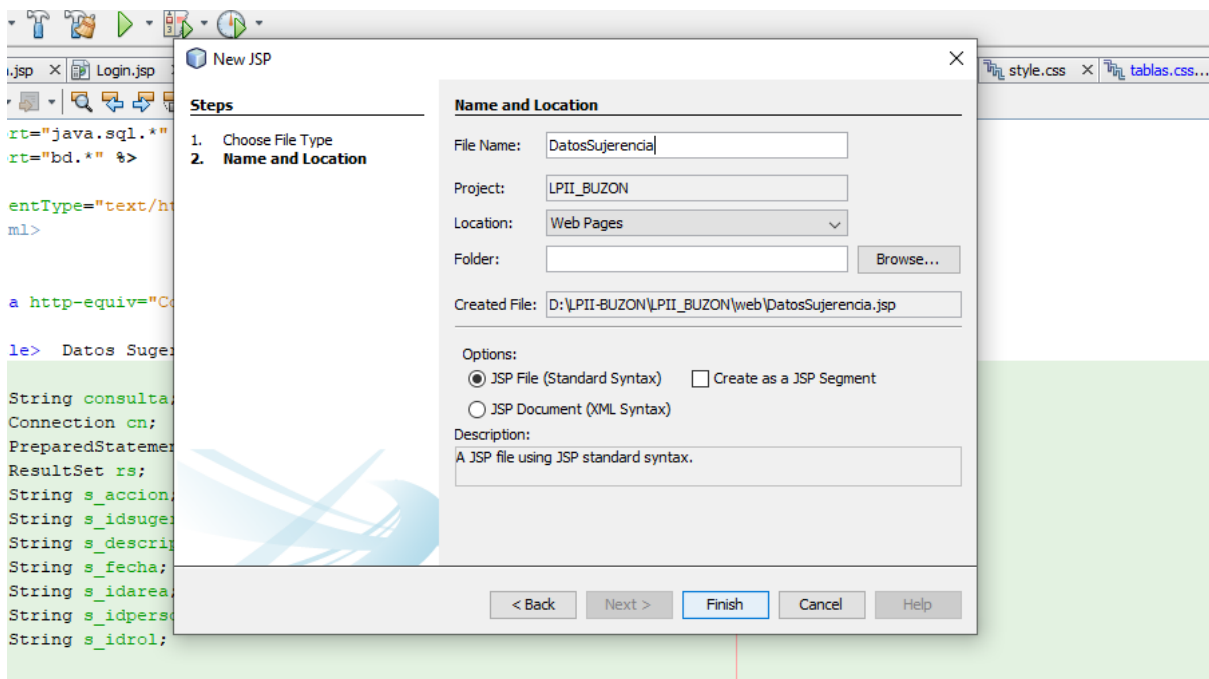 New JSP
.jsp
Login.jsp
style.css
tablas.css...
Steps
1. Choose File Type
2. Name and Location
Name and Location
File Name: DatosSujerencia
Project: LPII_BUZON
Location: Web Pages
Folder: Browse...
Created File: D:\LPII-BUZON\LPII_BUZON\web\DatosSujerencia.jsp
Options:
JSP File (Standard Syntax) Create as a JSP Segment
JSP Document (XML Syntax)
Description:
A JSP file using JSP standard syntax.
< Back Next > Finish Cancel Help
rt="java.sql.*"
rt="bd.*" %>
entType="text/ht
ml>
a http-equiv="Co
le> Datos Suger
String consulta;
Connection cn;
PreparedStatemen
ResultSet rs;
String s_accion;
String s_idsuger
String s_descrip
String s_fecha;
String s_idarea;
String s_idperso
String s_idrol;